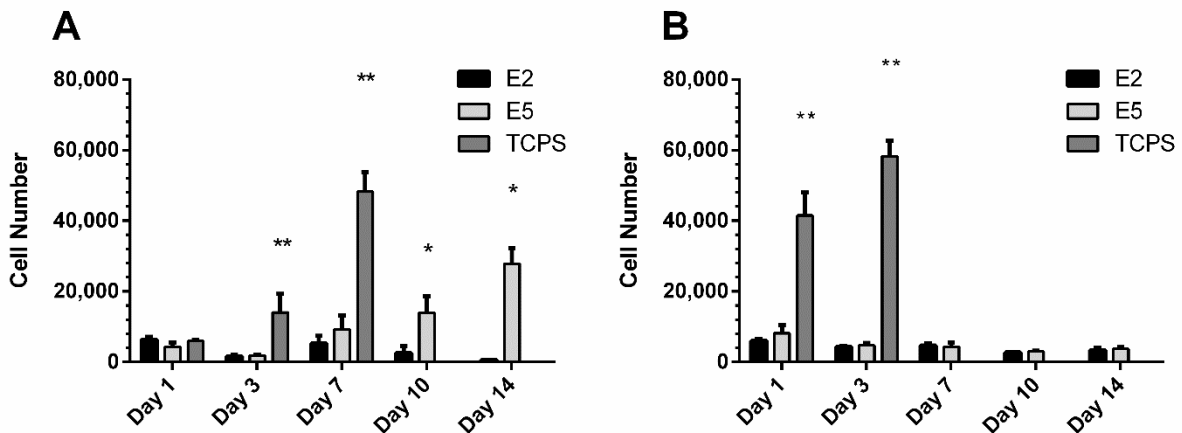 A
Cell Number
80,000
60,000
40,000
20,000
0
**
**
*
*
E2
E5
TCPS
Day 1
Day 3
Day 7
Day 10
Day 14
B
Cell Number
80,000
60,000
40,000
20,000
0
**
**
E2
E5
TCPS
Day 1
Day 3
Day 7
Day 10
Day 14